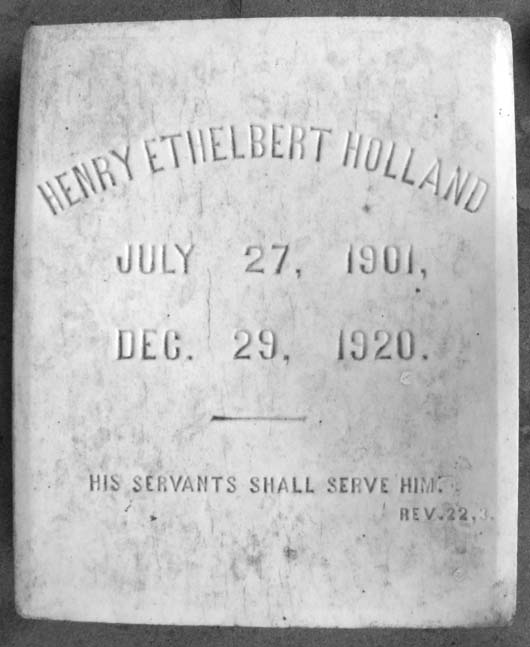 HENRY ETHELBERT HOLLAND
JULY 27, 1901,
DEC. 29, 1920.
HIS SERVANTS SHALL SERVE HIM.
REV. 22, 3.